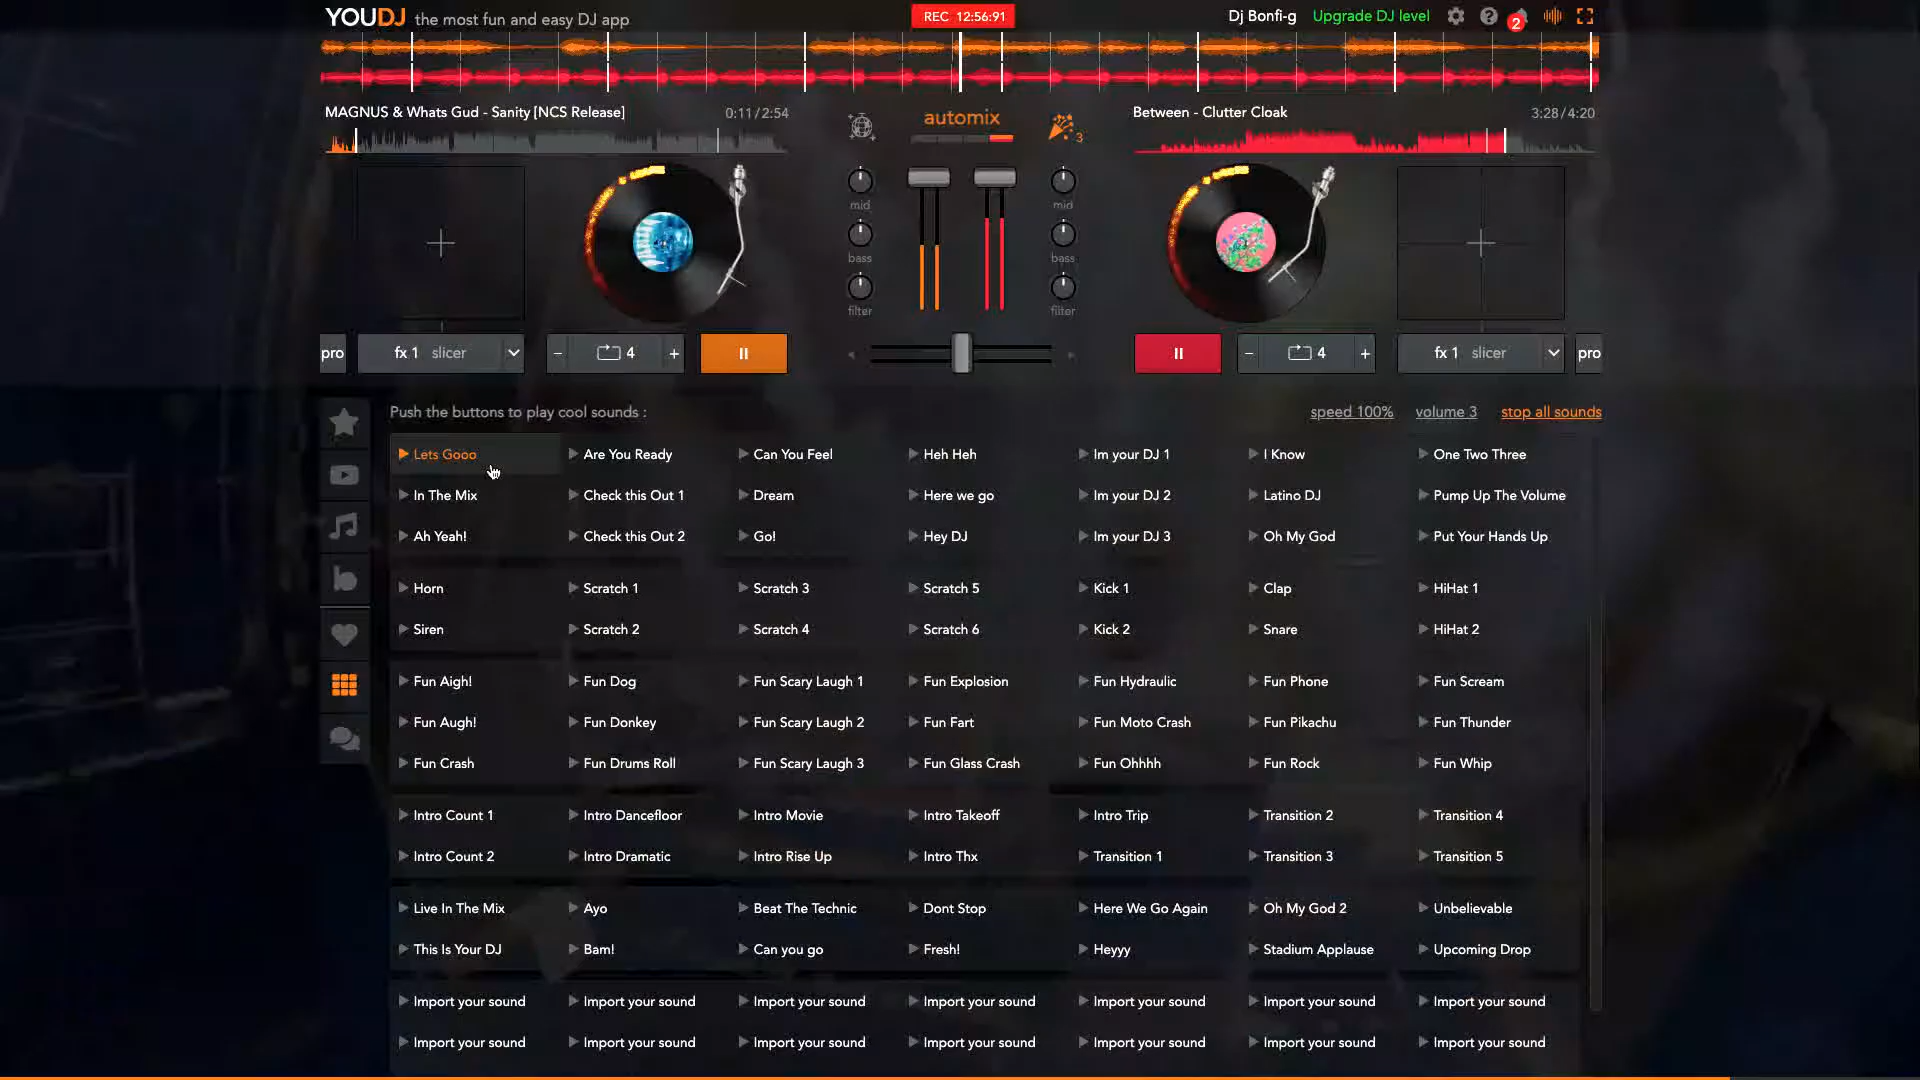 YOUDJ the most fun and easy DJ app
REC 12:56:91
Dj Bonfi-g Upgrade DJ level
2
MAGNUS & Whats Gud - Sanity [NCS Release] 0:11/2:54
automix
3
Between - Clutter Cloak 3:28/4:20
mid mid
bass bass
filter filter
pro fx 1 slicer − 4 +
− 4 + fx 1 slicer pro
Push the buttons to play cool sounds :
speed 100% volume 3 stop all sounds
Lets Gooo Are You Ready Can You Feel Heh Heh Im your DJ 1 I Know One Two Three
In The Mix Check this Out 1 Dream Here we go Im your DJ 2 Latino DJ Pump Up The Volume
Ah Yeah! Check this Out 2 Go! Hey DJ Im your DJ 3 Oh My God Put Your Hands Up
Horn Scratch 1 Scratch 3 Scratch 5 Kick 1 Clap HiHat 1
Siren Scratch 2 Scratch 4 Scratch 6 Kick 2 Snare HiHat 2
Fun Aigh! Fun Dog Fun Scary Laugh 1 Fun Explosion Fun Hydraulic Fun Phone Fun Scream
Fun Augh! Fun Donkey Fun Scary Laugh 2 Fun Fart Fun Moto Crash Fun Pikachu Fun Thunder
Fun Crash Fun Drums Roll Fun Scary Laugh 3 Fun Glass Crash Fun Ohhhh Fun Rock Fun Whip
Intro Count 1 Intro Dancefloor Intro Movie Intro Takeoff Intro Trip Transition 2 Transition 4
Intro Count 2 Intro Dramatic Intro Rise Up Intro Thx Transition 1 Transition 3 Transition 5
Live In The Mix Ayo Beat The Technic Dont Stop Here We Go Again Oh My God 2 Unbelievable
This Is Your DJ Bam! Can you go Fresh! Heyyy Stadium Applause Upcoming Drop
Import your sound Import your sound Import your sound Import your sound Import your sound Import your sound Import your sound
Import your sound Import your sound Import your sound Import your sound Import your sound Import your sound Import your sound